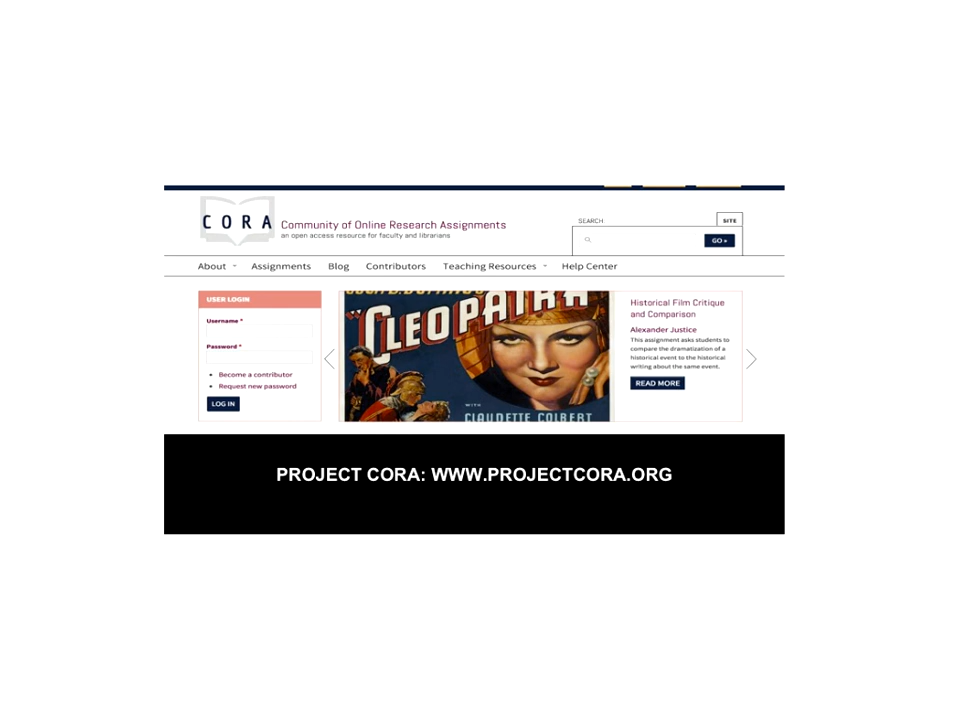 CORA
Community of Online Research Assignments
an open access resource for faculty and librarians
SEARCH
SITE
GO »
About
Assignments
Blog
Contributors
Teaching Resources
Help Center
USER LOGIN
Username *
Password *
• Become a contributor
• Request new password
LOG IN
"CLEOPATRA
WITH
CLAUDETTE COLBERT
Historical Film Critique
and Comparison
Alexander Justice
This assignment asks students to
compare the dramatization of a
historical event to the historical
writing about the same event.
READ MORE
PROJECT CORA: WWW.PROJECTCORA.ORG